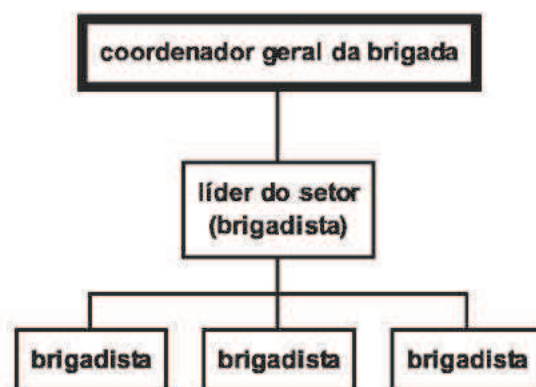 coordenador geral da brigada
líder do setor
(brigadista)
brigadista brigadista brigadista